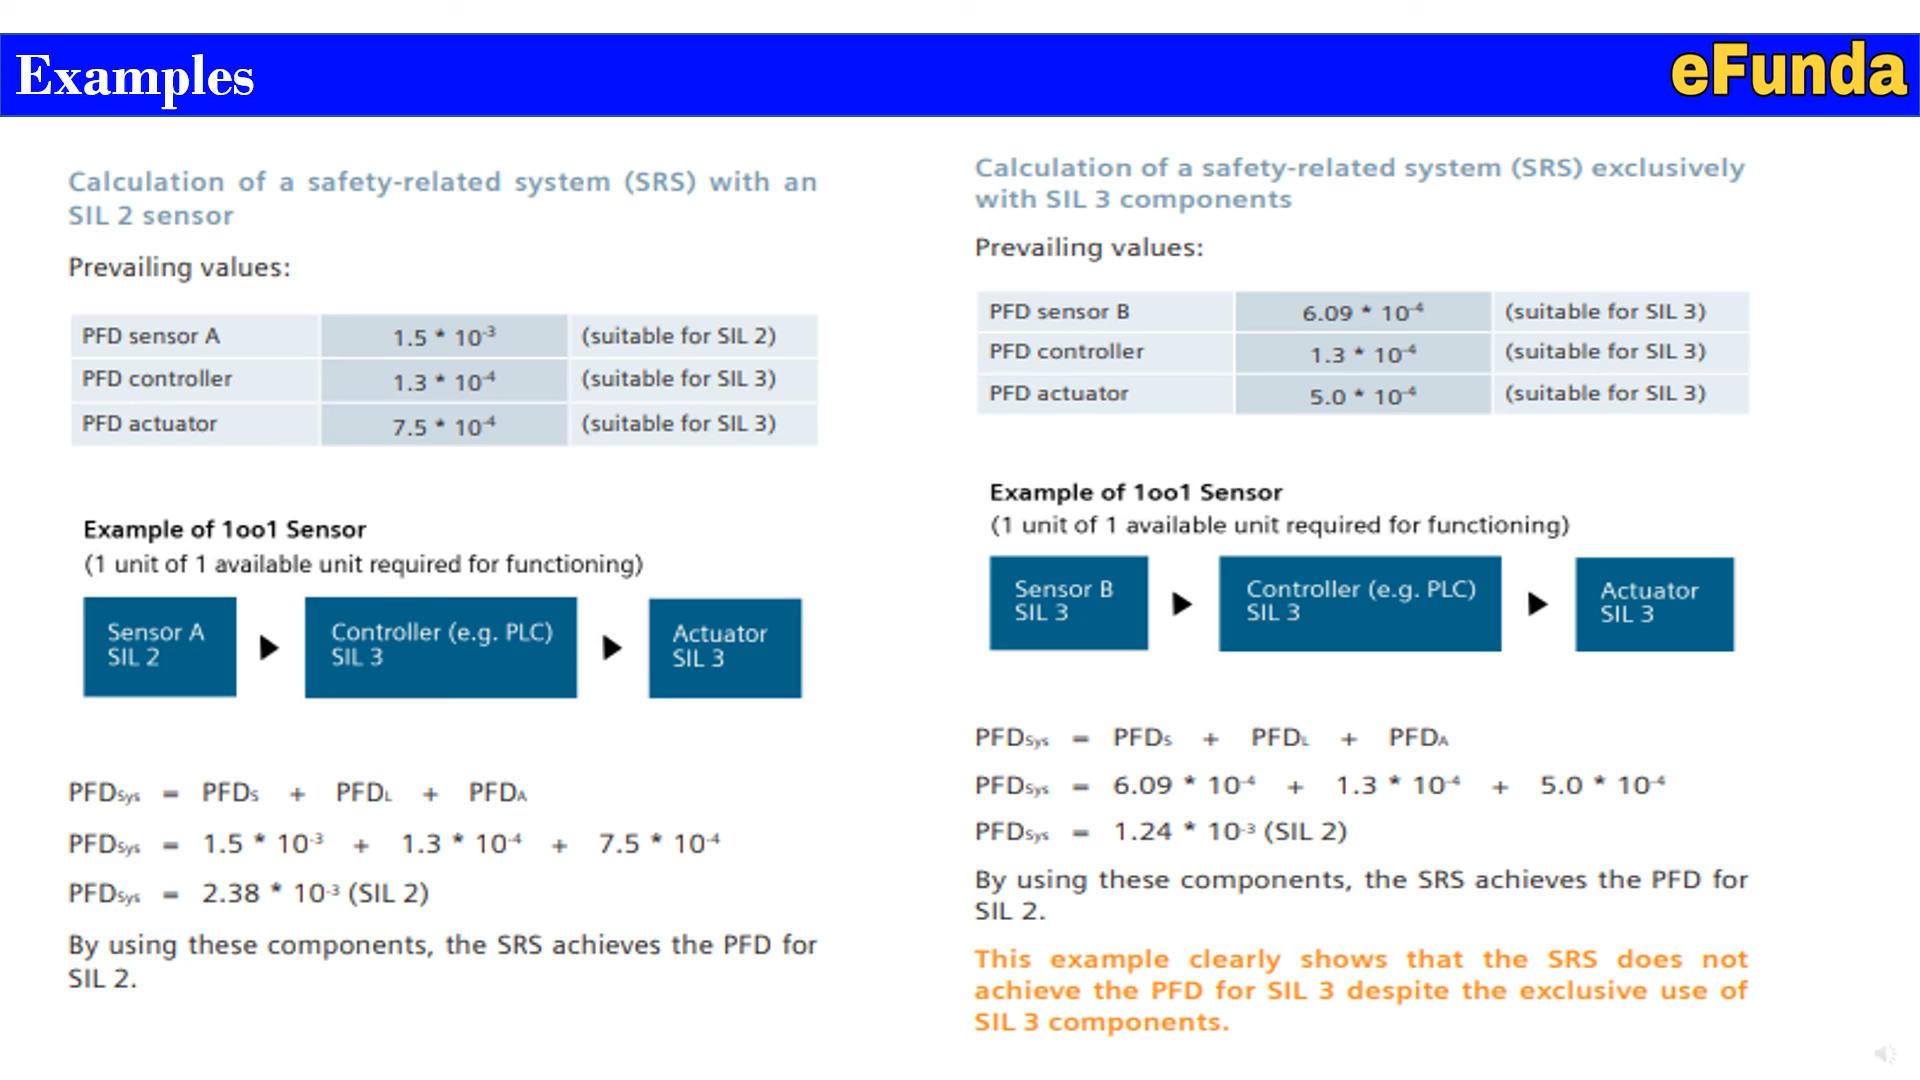 Examples
eFunda
Calculation of a safety-related system (SRS) with an
SIL 2 sensor
Prevailing values:
PFD sensor A 1.5 * 10⁻³ (suitable for SIL 2)
PFD controller 1.3 * 10⁻⁴ (suitable for SIL 3)
PFD actuator 7.5 * 10⁻⁴ (suitable for SIL 3)
Example of 1oo1 Sensor
(1 unit of 1 available unit required for functioning)
Sensor A
SIL 2
Controller (e.g. PLC)
SIL 3
Actuator
SIL 3
PFDSys = PFDS + PFDL + PFDA
PFDSys = 1.5 * 10⁻³ + 1.3 * 10⁻⁴ + 7.5 * 10⁻⁴
PFDSys = 2.38 * 10⁻³ (SIL 2)
By using these components, the SRS achieves the PFD for
SIL 2.
Calculation of a safety-related system (SRS) exclusively
with SIL 3 components
Prevailing values:
PFD sensor B 6.09 * 10⁻⁴ (suitable for SIL 3)
PFD controller 1.3 * 10⁻⁴ (suitable for SIL 3)
PFD actuator 5.0 * 10⁻⁴ (suitable for SIL 3)
Example of 1oo1 Sensor
(1 unit of 1 available unit required for functioning)
Sensor B
SIL 3
Controller (e.g. PLC)
SIL 3
Actuator
SIL 3
PFDSys = PFDS + PFDL + PFDA
PFDSys = 6.09 * 10⁻⁴ + 1.3 * 10⁻⁴ + 5.0 * 10⁻⁴
PFDSys = 1.24 * 10⁻³ (SIL 2)
By using these components, the SRS achieves the PFD for
SIL 2.
This example clearly shows that the SRS does not
achieve the PFD for SIL 3 despite the exclusive use of
SIL 3 components.